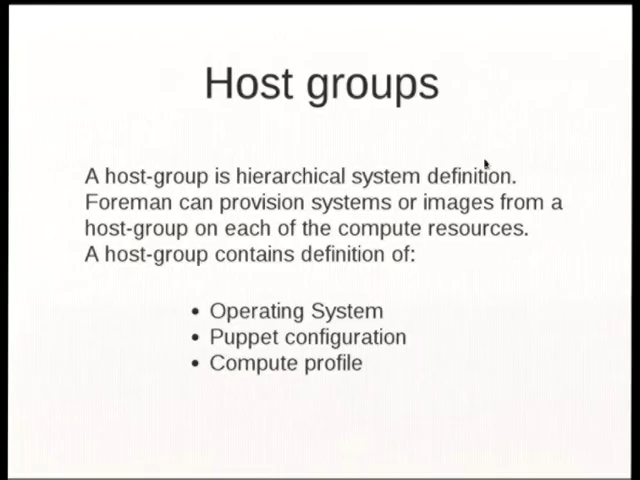 Host groups
A host-group is hierarchical system definition.
Foreman can provision systems or images from a
host-group on each of the compute resources.
A host-group contains definition of:
• Operating System
• Puppet configuration
• Compute profile